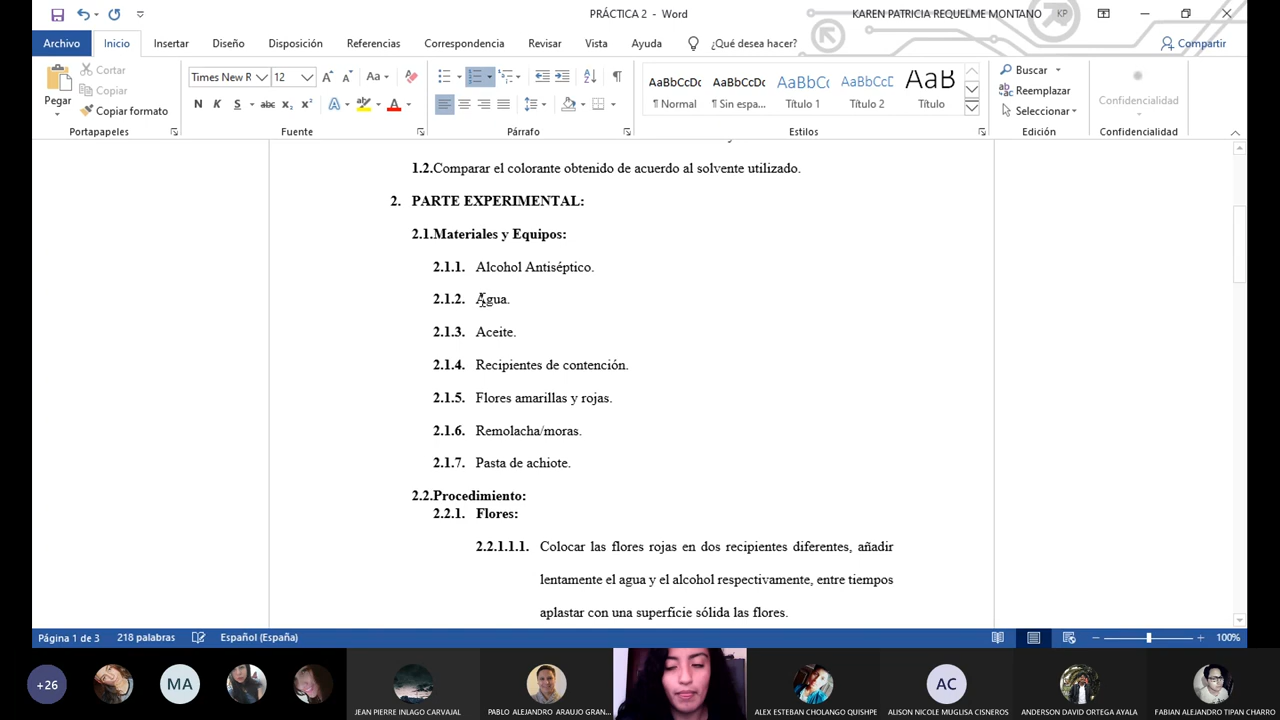 PRÁCTICA 2 - Word
KAREN PATRICIA REQUELME MONTANO
KP
Archivo
Inicio
Insertar
Diseño
Disposición
Referencias
Correspondencia
Revisar
Vista
Ayuda
¿Qué desea hacer?
Compartir
Pegar
Cortar
Copiar
Copiar formato
Portapapeles
Times New R
12
Aa
N K S abc x₂ x²
Fuente
Párrafo
AaBbCcDc
¶ Normal
AaBbCcDc
¶ Sin espa...
AaBbCc
Título 1
AaBbCcD
Título 2
AaB
Título
Estilos
Buscar
Reemplazar
Seleccionar
Edición
Confidencialidad
Confidencialidad
1.2.Comparar el colorante obtenido de acuerdo al solvente utilizado.
2. PARTE EXPERIMENTAL:
2.1.Materiales y Equipos:
2.1.1. Alcohol Antiséptico.
2.1.2. Agua.
2.1.3. Aceite.
2.1.4. Recipientes de contención.
2.1.5. Flores amarillas y rojas.
2.1.6. Remolacha/moras.
2.1.7. Pasta de achiote.
2.2.Procedimiento:
2.2.1. Flores:
2.2.1.1.1. Colocar las flores rojas en dos recipientes diferentes, añadir
lentamente el agua y el alcohol respectivamente, entre tiempos
aplastar con una superficie sólida las flores.
Página 1 de 3
218 palabras
Español (España)
100%
+26
MA
AC
JEAN PIERRE INLAGO CARVAJAL
PABLO ALEJANDRO ARAUJO GRAN...
ALEX ESTEBAN CHOLANGO QUISHPE
ALISON NICOLE MUGLISA CISNEROS
ANDERSON DAVID ORTEGA AYALA
FABIAN ALEJANDRO TIPAN CHARRO